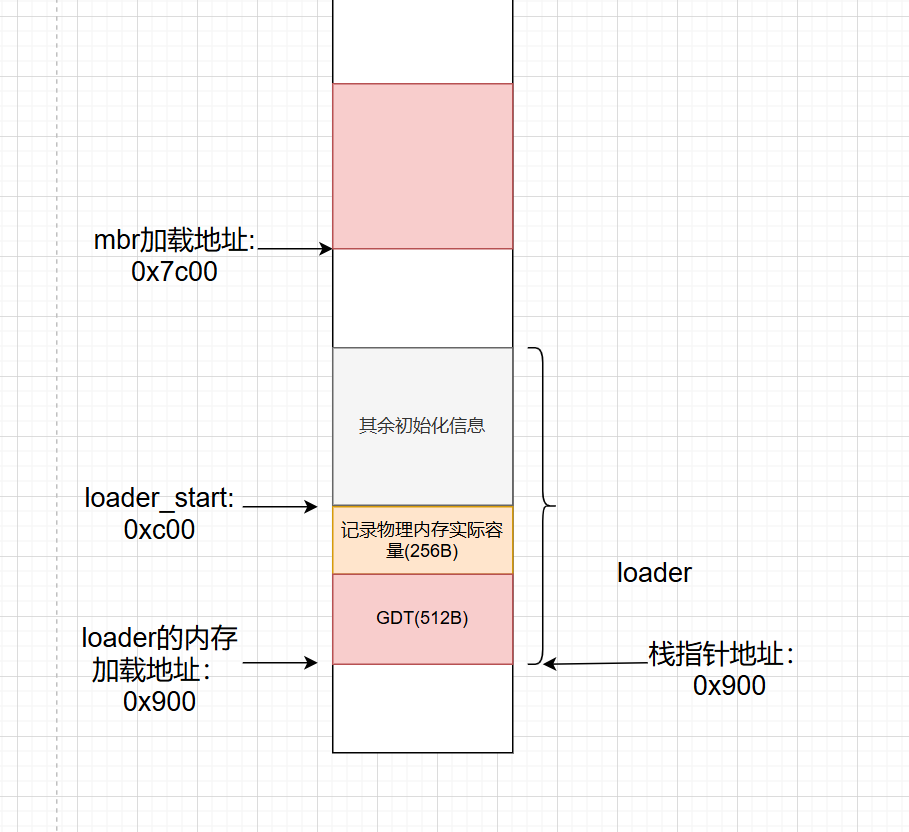 mbr加载地址:
0x7c00
其余初始化信息
loader_start:
0xc00
记录物理内存实际容
量(256B)
loader
GDT(512B)
loader的内存
加载地址：
0x900
栈指针地址：
0x900